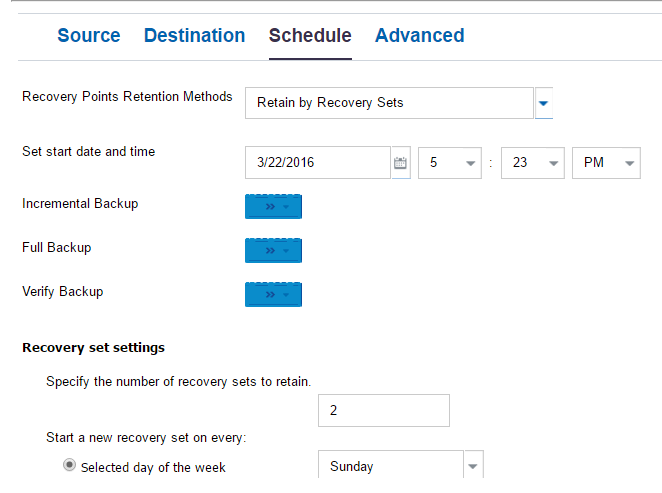 Source Destination Schedule Advanced
Recovery Points Retention Methods Retain by Recovery Sets
Set start date and time 3/22/2016 5 : 23 PM
Incremental Backup
Full Backup
Verify Backup
Recovery set settings
Specify the number of recovery sets to retain.
2
Start a new recovery set on every:
Selected day of the week Sunday